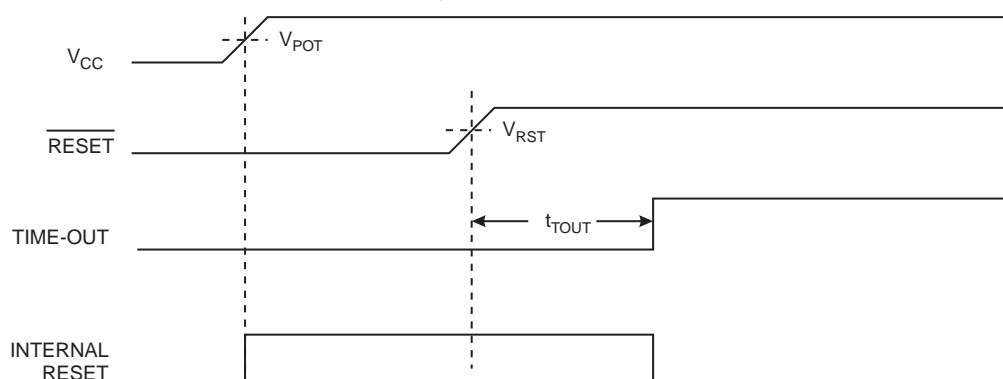 V_POT
V_CC
V_RST
RESET
t_TOUT
TIME-OUT
INTERNAL
RESET